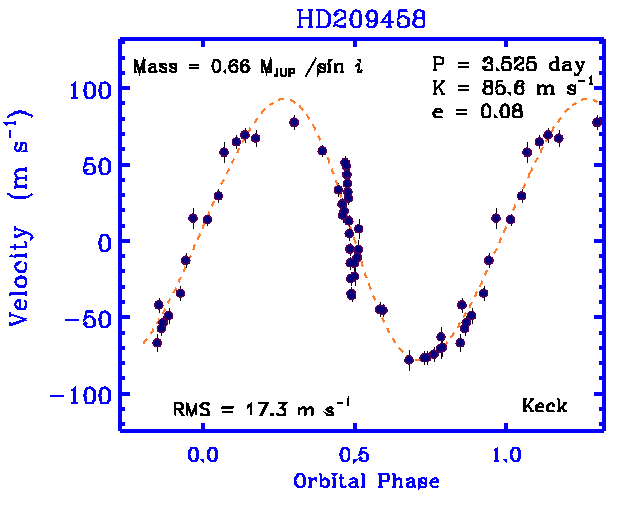 HD209458
Mass = 0.66 M_JUP /sin i
P = 3.525 day
K = 85.6 m s⁻¹
e = 0.08
100
50
0
−50
−100
Velocity (m s⁻¹)
RMS = 17.3 m s⁻¹
Keck
0.0 0.5 1.0
Orbital Phase